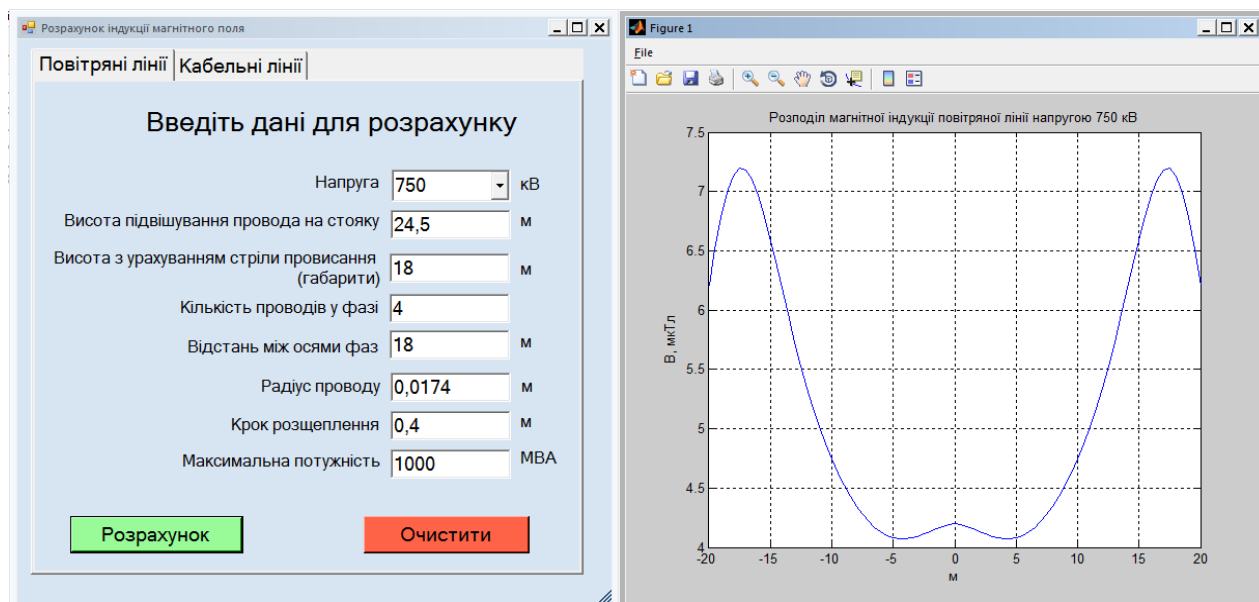 Розрахунок індукції магнітного поля
Повітряні лінії
Кабельні лінії
Введіть дані для розрахунку
Напруга 750 кВ
Висота підвішування провода на стояку 24,5 м
Висота з урахуванням стріли провисання
(габарити) 18 м
Кількість проводів у фазі 4
Відстань між осями фаз 18 м
Радіус проводу 0,0174 м
Крок розщеплення 0,4 м
Максимальна потужність 1000 МВА
Розрахунок
Очистити
Figure 1
File
Розподіл магнітної індукції повітряної лінії напругою 750 кВ
7.5
7
6.5
6
5.5
5
4.5
4
В, мкТл
-20 -15 -10 -5 0 5 10 15 20
м